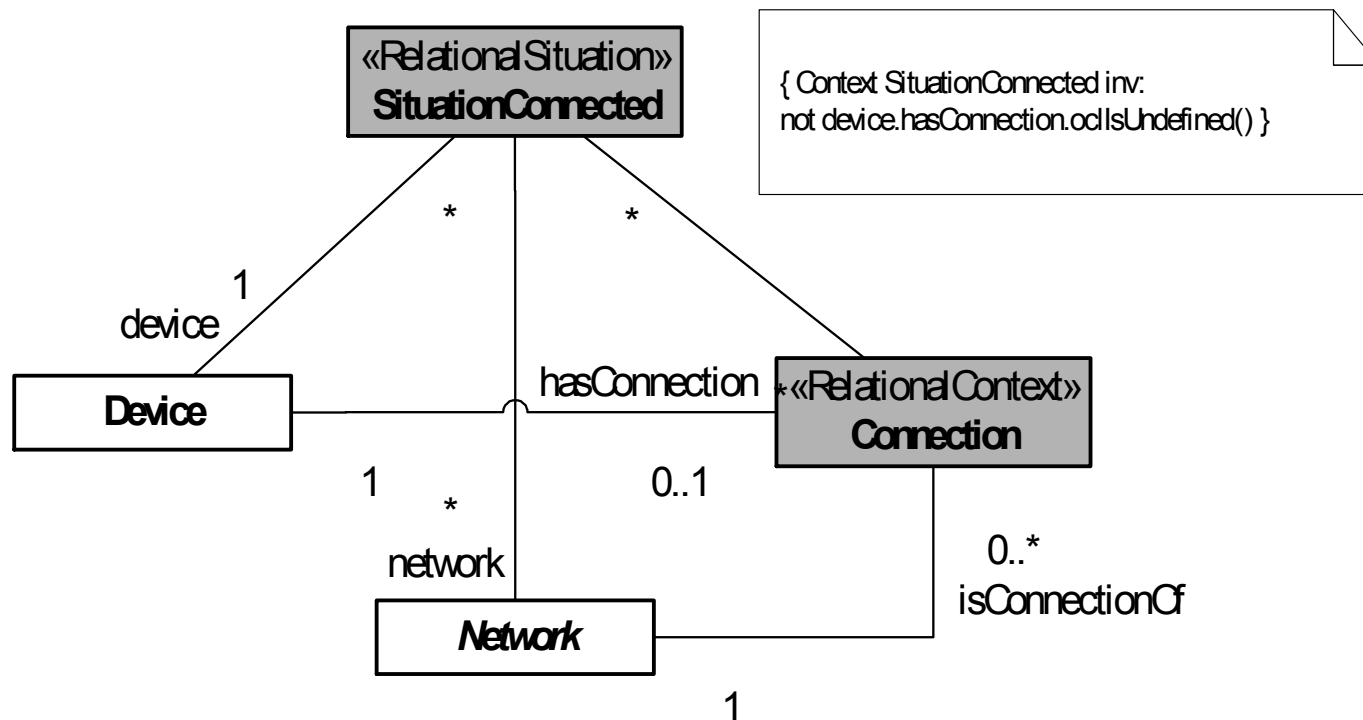 «RelationalSituation»
SituationConnected
{ Context SituationConnected inv:
not device.hasConnection.oclIsUndefined() }
*
*
1
device
hasConnection
*
«RelationalContext»
Connection
Device
1
*
0..1
network
0..*
isConnectionOf
Network
1